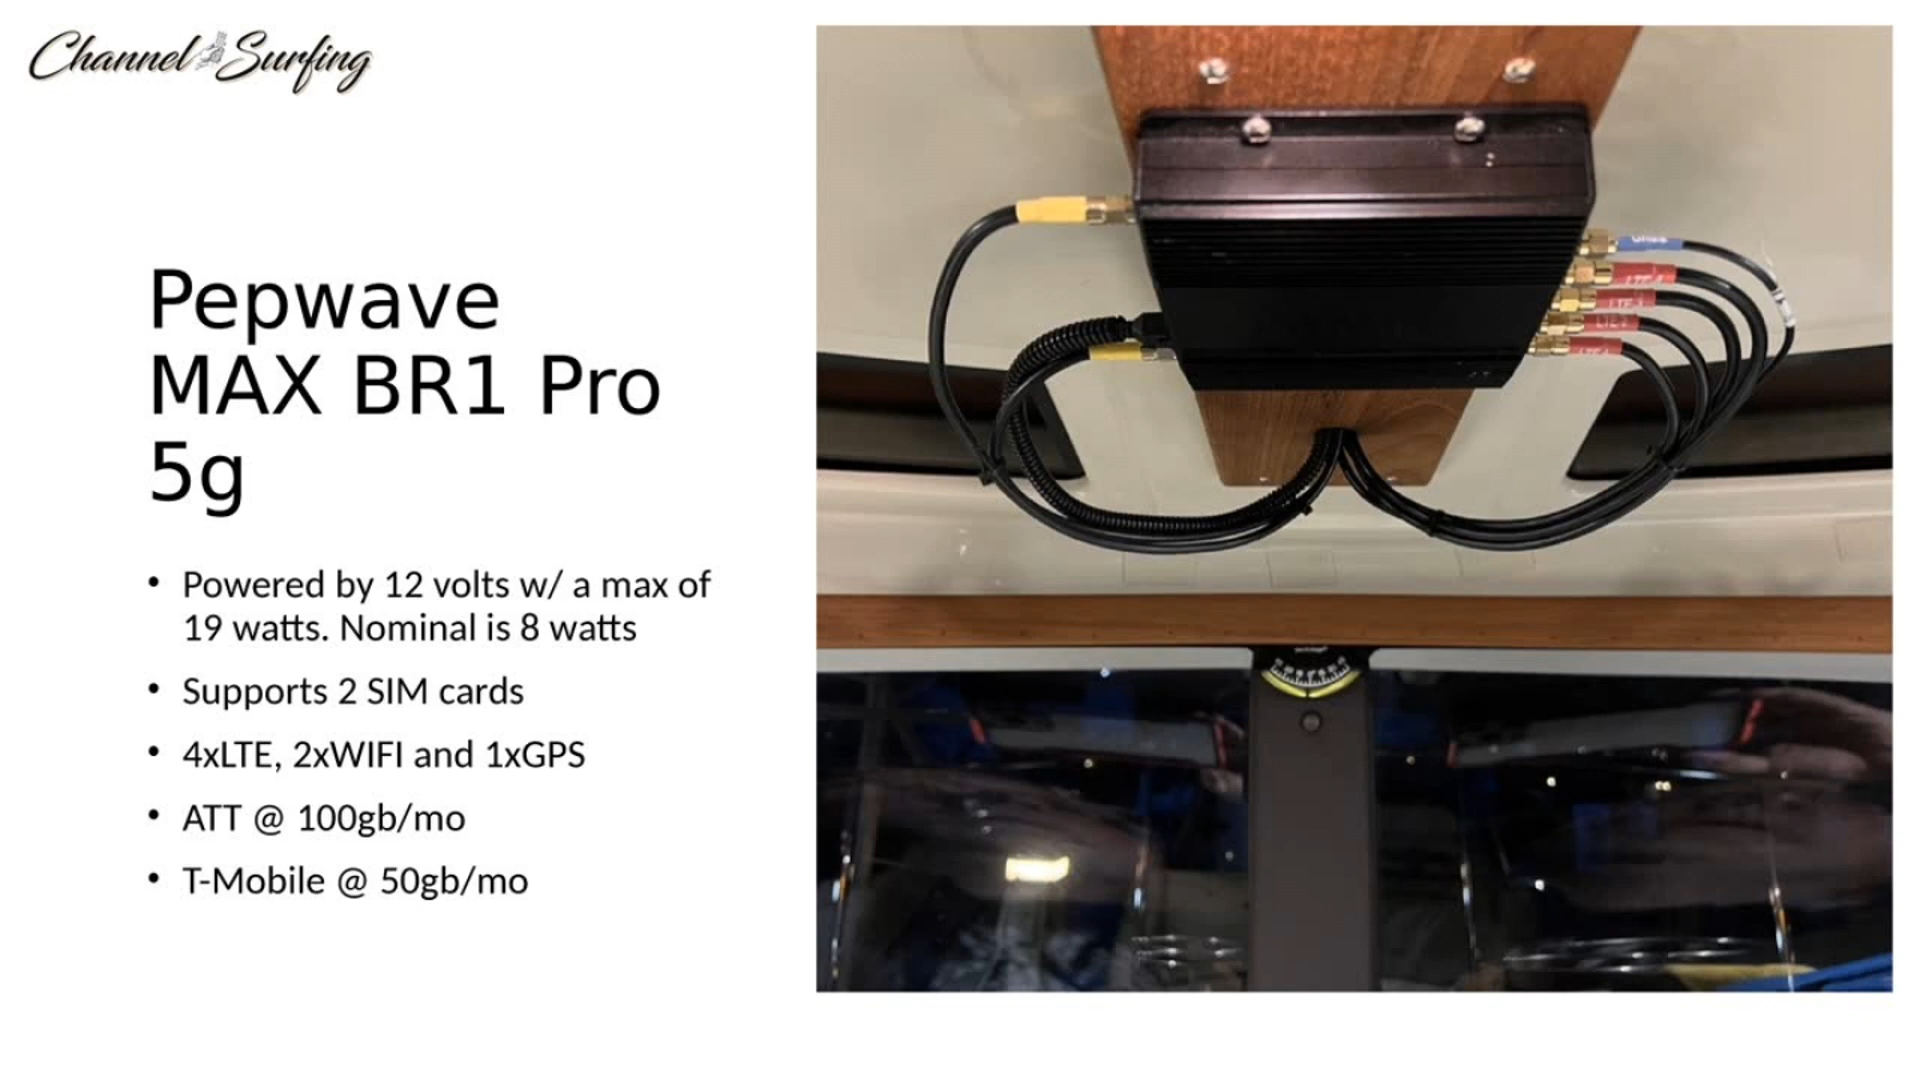 Channel Surfing
Pepwave
MAX BR1 Pro
5g
• Powered by 12 volts w/ a max of
19 watts. Nominal is 8 watts
• Supports 2 SIM cards
• 4xLTE, 2xWIFI and 1xGPS
• ATT @ 100gb/mo
• T-Mobile @ 50gb/mo